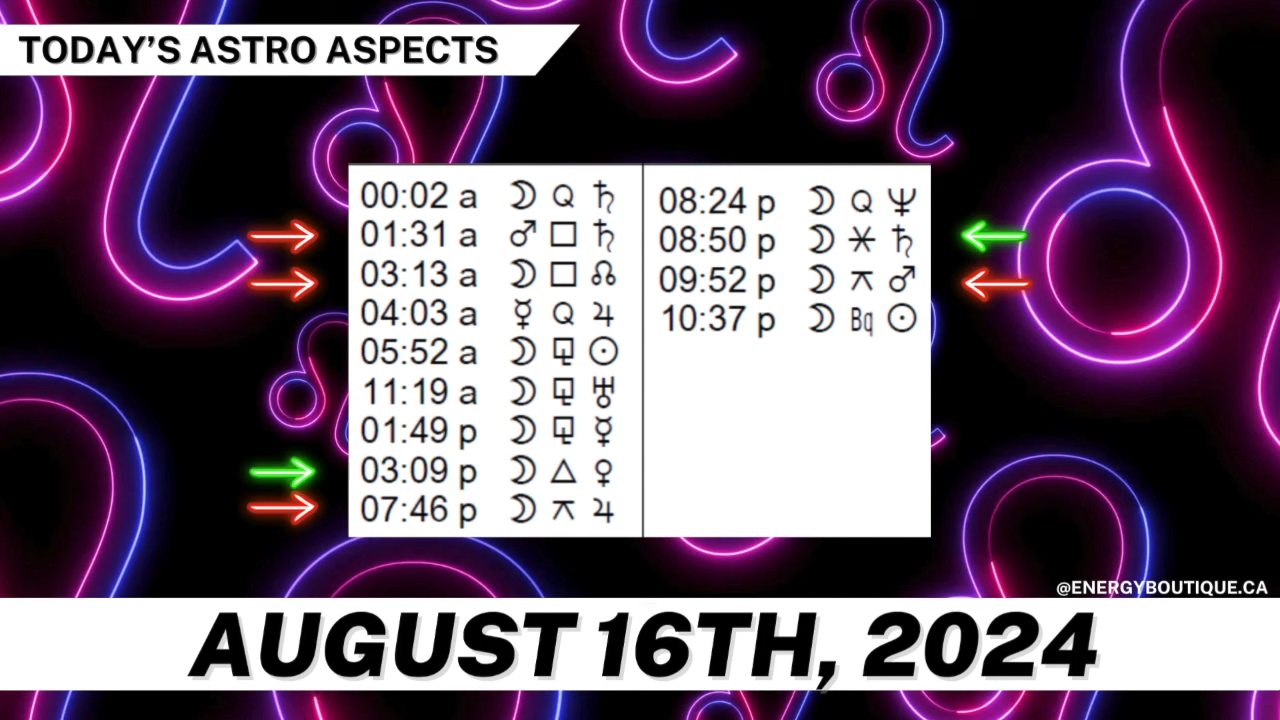 TODAY'S ASTRO ASPECTS
00:02 a ☽ Q ♄
01:31 a ♂ □ ♄
03:13 a ☽ □ ☊
04:03 a ☿ Q ♃
05:52 a ☽ ⚼ ☉
11:19 a ☽ ⚼ ♅
01:49 p ☽ ⚼ ☿
03:09 p ☽ △ ♀
07:46 p ☽ ⚻ ♃
08:24 p ☽ Q ♆
08:50 p ☽ ⚹ ♄
09:52 p ☽ ⚻ ♂
10:37 p ☽ Bq ☉
@ENERGYBOUTIQUE.CA
AUGUST 16TH, 2024